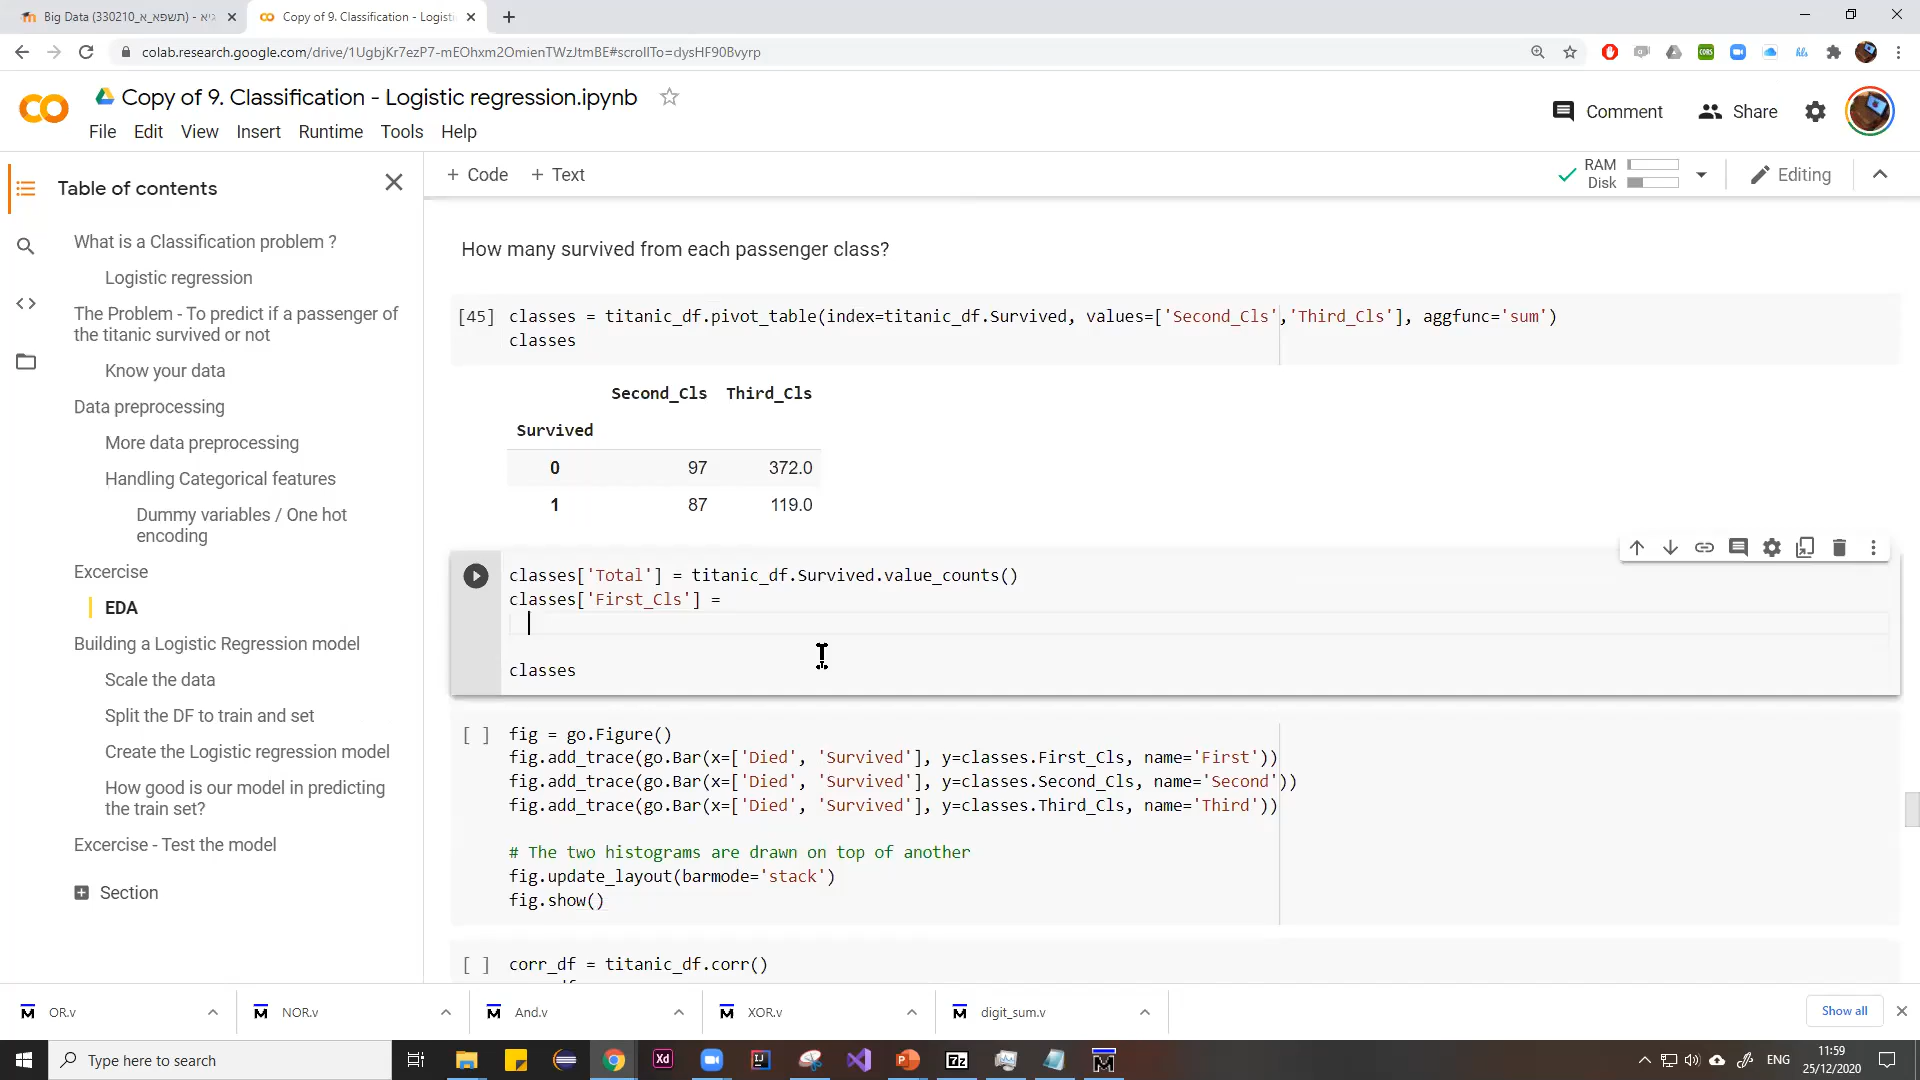 Big Data (330210_תשפא_א) - גיא
Copy of 9. Classification - Logisti
colab.research.google.com/drive/1UgbjKr7ezP7-mEOhxm2OmienTWzJtmBE#scrollTo=dysHF90Bvyrp
Copy of 9. Classification - Logistic regression.ipynb
Comment
Share
File Edit View Insert Runtime Tools Help
Table of contents
+ Code + Text
RAM
Disk
Editing
What is a Classification problem ?
Logistic regression
The Problem - To predict if a passenger of
the titanic survived or not
Know your data
Data preprocessing
More data preprocessing
Handling Categorical features
Dummy variables / One hot
encoding
Excercise
EDA
Building a Logistic Regression model
Scale the data
Split the DF to train and set
Create the Logistic regression model
How good is our model in predicting
the train set?
Excercise - Test the model
Section
How many survived from each passenger class?
[45] classes = titanic_df.pivot_table(index=titanic_df.Survived, values=['Second_Cls','Third_Cls'], aggfunc='sum')
classes
Second_Cls Third_Cls
Survived
0 97 372.0
1 87 119.0
classes['Total'] = titanic_df.Survived.value_counts()
classes['First_Cls'] =
classes
[ ] fig = go.Figure()
fig.add_trace(go.Bar(x=['Died', 'Survived'], y=classes.First_Cls, name='First'))
fig.add_trace(go.Bar(x=['Died', 'Survived'], y=classes.Second_Cls, name='Second'))
fig.add_trace(go.Bar(x=['Died', 'Survived'], y=classes.Third_Cls, name='Third'))
# The two histograms are drawn on top of another
fig.update_layout(barmode='stack')
fig.show()
[ ] corr_df = titanic_df.corr()
OR.v
NOR.v
And.v
XOR.v
digit_sum.v
Show all
Type here to search
ENG
11:59
25/12/2020